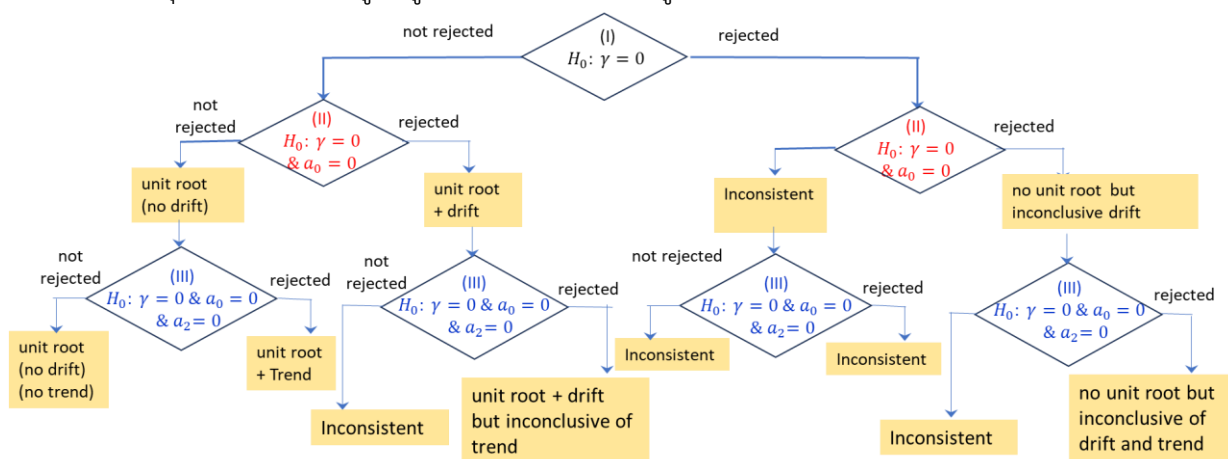 (I)
H₀: γ = 0
not rejected
rejected
not
rejected
(II)
H₀: γ = 0
& a₀ = 0
rejected
(II)
H₀: γ = 0
& a₀ = 0
rejected
unit root
(no drift)
unit root
+ drift
Inconsistent
no unit root but
inconclusive drift
not
rejected
(III)
H₀: γ = 0 & a₀ = 0
& a₂= 0
rejected
not
rejected
(III)
H₀: γ = 0 & a₀ = 0
& a₂= 0
rejected
not rejected
(III)
H₀: γ = 0 & a₀ = 0
& a₂= 0
rejected
(III)
H₀: γ = 0 & a₀ = 0
& a₂= 0
rejected
unit root
(no drift)
(no trend)
unit root
+ Trend
Inconsistent
unit root + drift
but inconclusive of
trend
Inconsistent
Inconsistent
Inconsistent
no unit root but
inconclusive of
drift and trend